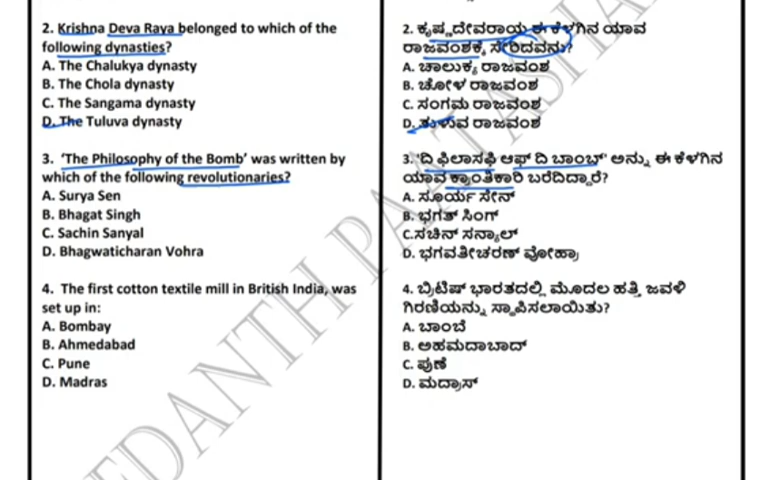 2. Krishna Deva Raya belonged to which of the
following dynasties?
A. The Chalukya dynasty
B. The Chola dynasty
C. The Sangama dynasty
D. The Tuluva dynasty
3. 'The Philosophy of the Bomb' was written by
which of the following revolutionaries?
A. Surya Sen
B. Bhagat Singh
C. Sachin Sanyal
D. Bhagwaticharan Vohra
4. The first cotton textile mill in British India, was
set up in:
A. Bombay
B. Ahmedabad
C. Pune
D. Madras
2. ಕೃಷ್ಣದೇವರಾಯ ಈ ಕೆಳಗಿನ ಯಾವ
ರಾಜವಂಶಕ್ಕೆ ಸೇರಿದವನು?
A. ಚಾಲುಕ್ಯ ರಾಜವಂಶ
B. ಚೋಳ ರಾಜವಂಶ
C. ಸಂಗಮ ರಾಜವಂಶ
D. ತುಳುವ ರಾಜವಂಶ
3.'ದಿ ಫಿಲಾಸಫಿ ಆಫ್ ದಿ ಬಾಂಬ್' ಅನ್ನು ಈ ಕೆಳಗಿನ
ಯಾವ ಕ್ರಾಂತಿಕಾರಿ ಬರೆದಿದ್ದಾರೆ?
A. ಸೂರ್ಯ ಸೇನ್
B. ಭಗತ್ ಸಿಂಗ್
C.ಸಚಿನ್ ಸನ್ಯಾಲ್
D. ಭಗವತೀಚರಣ್ ವೋಹ್ರಾ
4. ಬ್ರಿಟಿಷ್ ಭಾರತದಲ್ಲಿ ಮೊದಲ ಹತ್ತಿ ಜವಳಿ
ಗಿರಣಿಯನ್ನು ಸ್ಥಾಪಿಸಲಾಯಿತು?
A. ಬಾಂಬೆ
B. ಅಹಮದಾಬಾದ್
C. ಪುಣೆ
D. ಮದ್ರಾಸ್